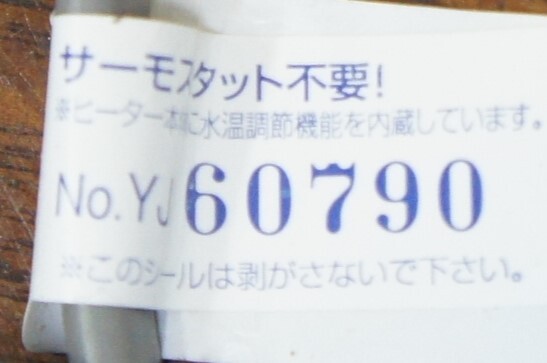 サーモスタット不要!
※ヒーター本に水温調節機能を内蔵しています。
No.YJ 60790
※このシールは剥がさないで下さい。